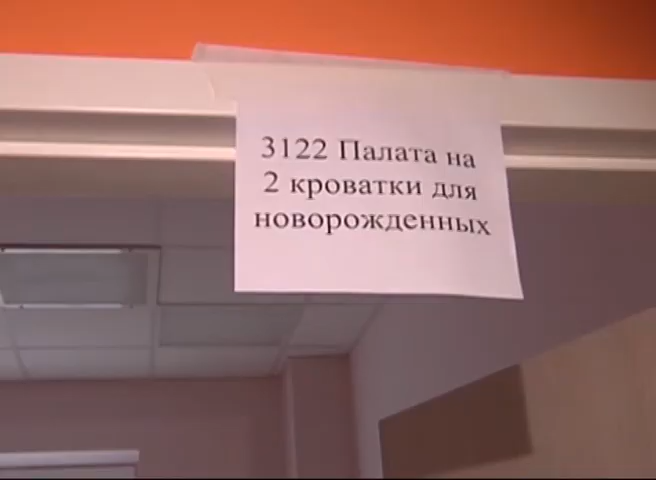 3122 Палата на
2 кроватки для
новорожденных